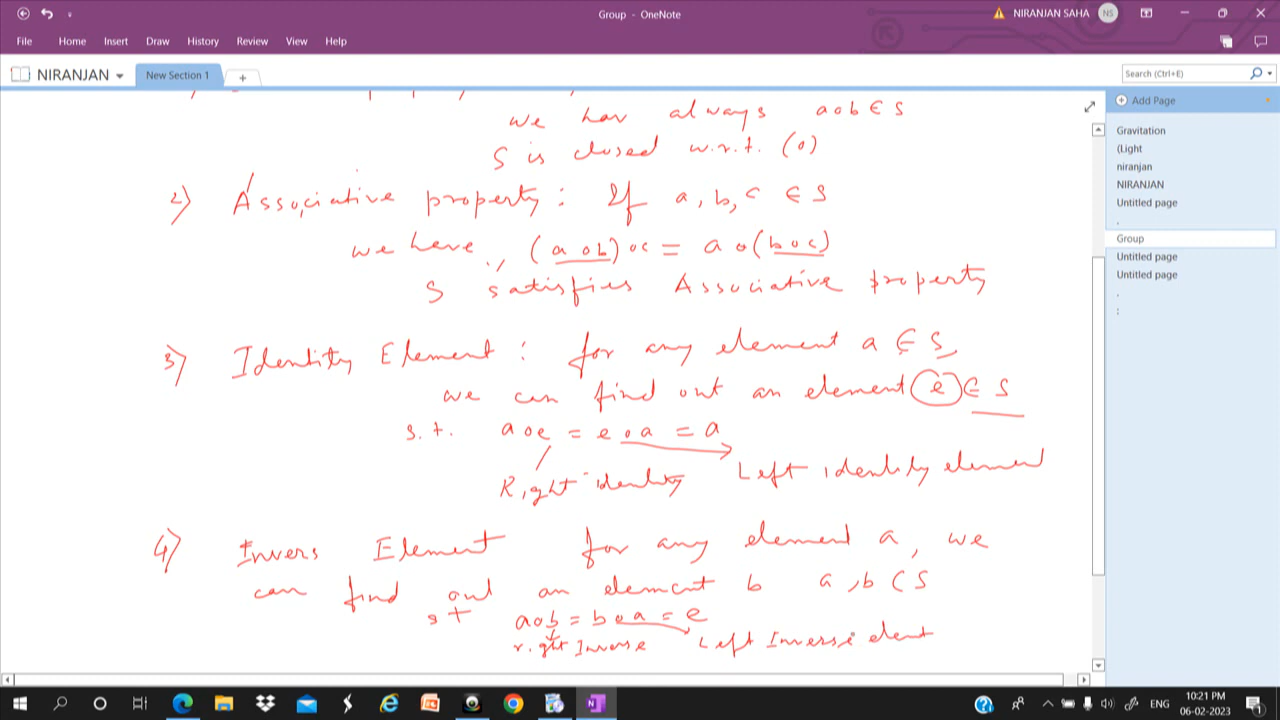 Group - OneNote
NIRANJAN SAHA
NS
File Home Insert Draw History Review View Help
NIRANJAN
New Section 1
+
Search (Ctrl+E)
Add Page
Gravitation
(Light
niranjan
NIRANJAN
Untitled page
.
Group
Untitled page
Untitled page
.
:
we hav always aob ∈ S
S is closed w.r.t. (o)
2) Associative property : If a, b, c ∈ S
we have, (a o b) o c = a o (b o c)
S satisfies Associative property
3) Identity Element : for any element a ∈ S,
we can find out an element e ∈ S
s. t. a o e = e o a = a
Right identity Left identity element
4) Invers Element for any element a, we
can find out an element b a, b ⊂ S
s t a o b = b o a = e
right Inverse Left Inverse elent
ENG
10:21 PM
06-02-2023
1